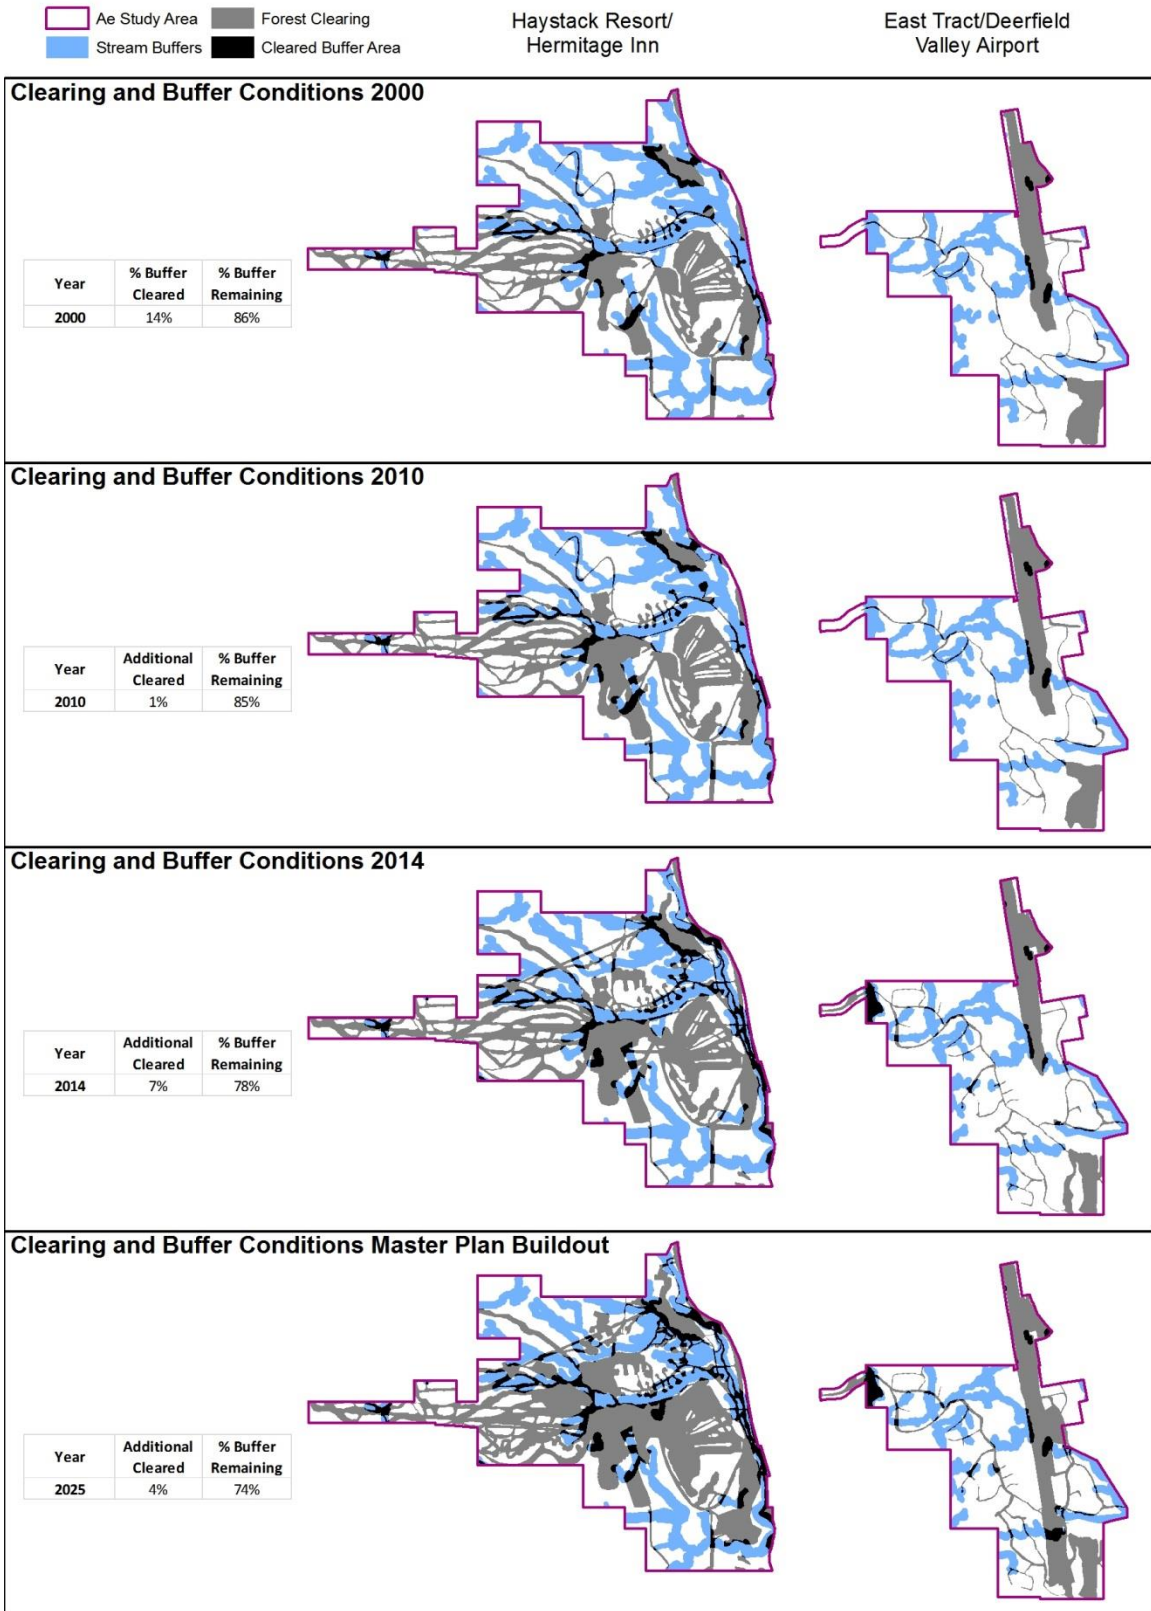 Ae Study Area
Forest Clearing
Stream Buffers
Cleared Buffer Area
Haystack Resort/
Hermitage Inn
East Tract/Deerfield
Valley Airport
Clearing and Buffer Conditions 2000
Year % Buffer Cleared % Buffer Remaining
2000 14% 86%
Clearing and Buffer Conditions 2010
Year Additional Cleared % Buffer Remaining
2010 1% 85%
Clearing and Buffer Conditions 2014
Year Additional Cleared % Buffer Remaining
2014 7% 78%
Clearing and Buffer Conditions Master Plan Buildout
Year Additional Cleared % Buffer Remaining
2025 4% 74%